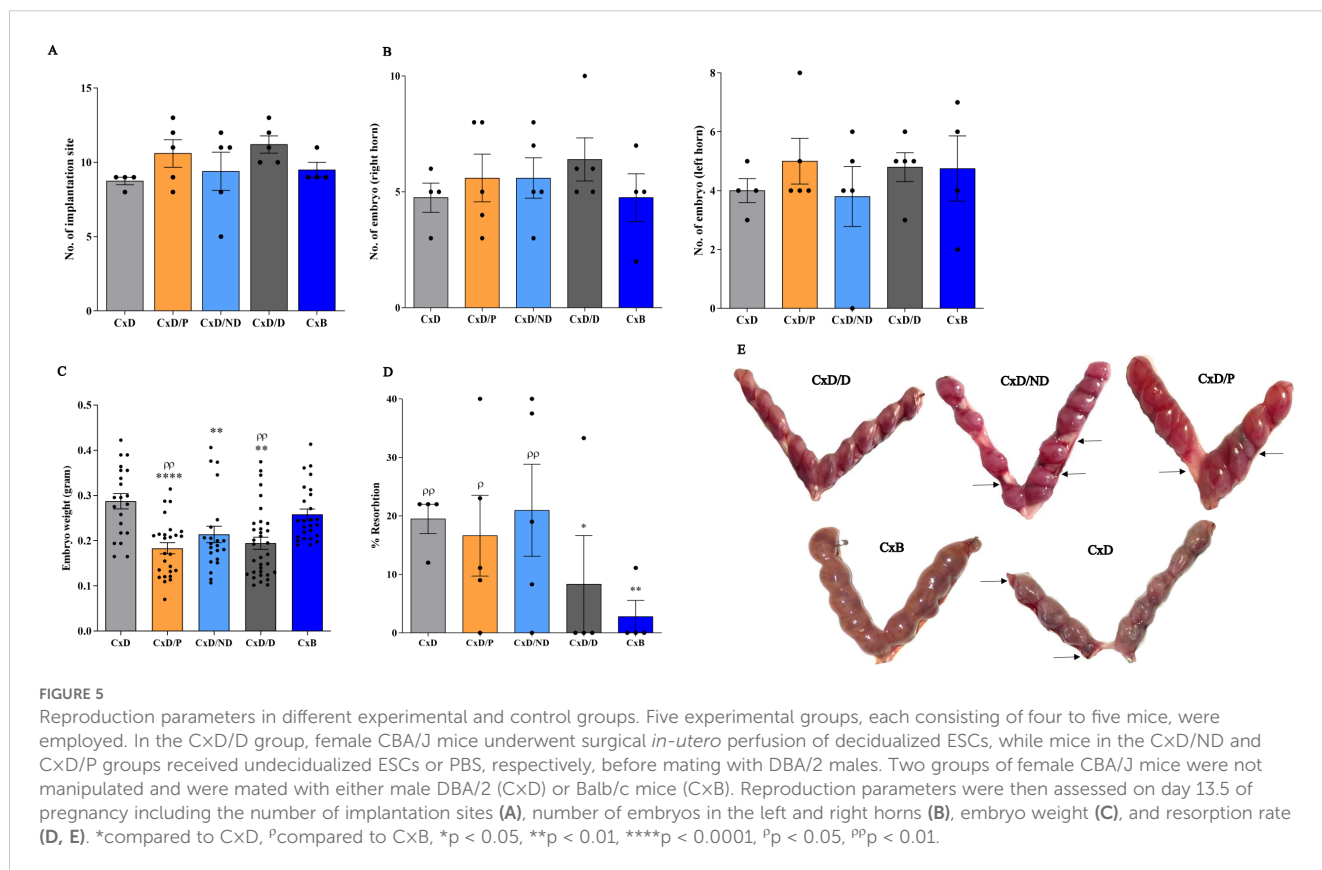 A
No. of implantation site
15
10
5
0
CxD CxD/P CxD/ND CxD/D CxB
B
No. of embryo (right horn)
10
5
0
CxD CxD/P CxD/ND CxD/D CxB
No. of embryo (left horn)
8
6
4
2
0
CxD CxD/P CxD/ND CxD/D CxB
C
Embryo weight (gram)
0.5
0.4
0.3
0.2
0.1
0.0
ρρ
****
**
ρρ
**
CxD CxD/P CxD/ND CxD/D CxB
D
% Resorbtion
40
30
20
10
0
ρρ
ρ
ρρ
*
**
CxD CxD/P CxD/ND CxD/D CxB
E
CxD/D
CxD/ND
CxD/P
CxB
CxD
FIGURE 5
Reproduction parameters in different experimental and control groups. Five experimental groups, each consisting of four to five mice, were
employed. In the C×D/D group, female CBA/J mice underwent surgical in-utero perfusion of decidualized ESCs, while mice in the C×D/ND and
C×D/P groups received undecidualized ESCs or PBS, respectively, before mating with DBA/2 males. Two groups of female CBA/J mice were not
manipulated and were mated with either male DBA/2 (C×D) or Balb/c mice (C×B). Reproduction parameters were then assessed on day 13.5 of
pregnancy including the number of implantation sites (A), number of embryos in the left and right horns (B), embryo weight (C), and resorption rate
(D, E). *compared to C×D, ᵖcompared to C×B, *p < 0.05, **p < 0.01, ****p < 0.0001, ᵖp < 0.05, ᵖᵖp < 0.01.